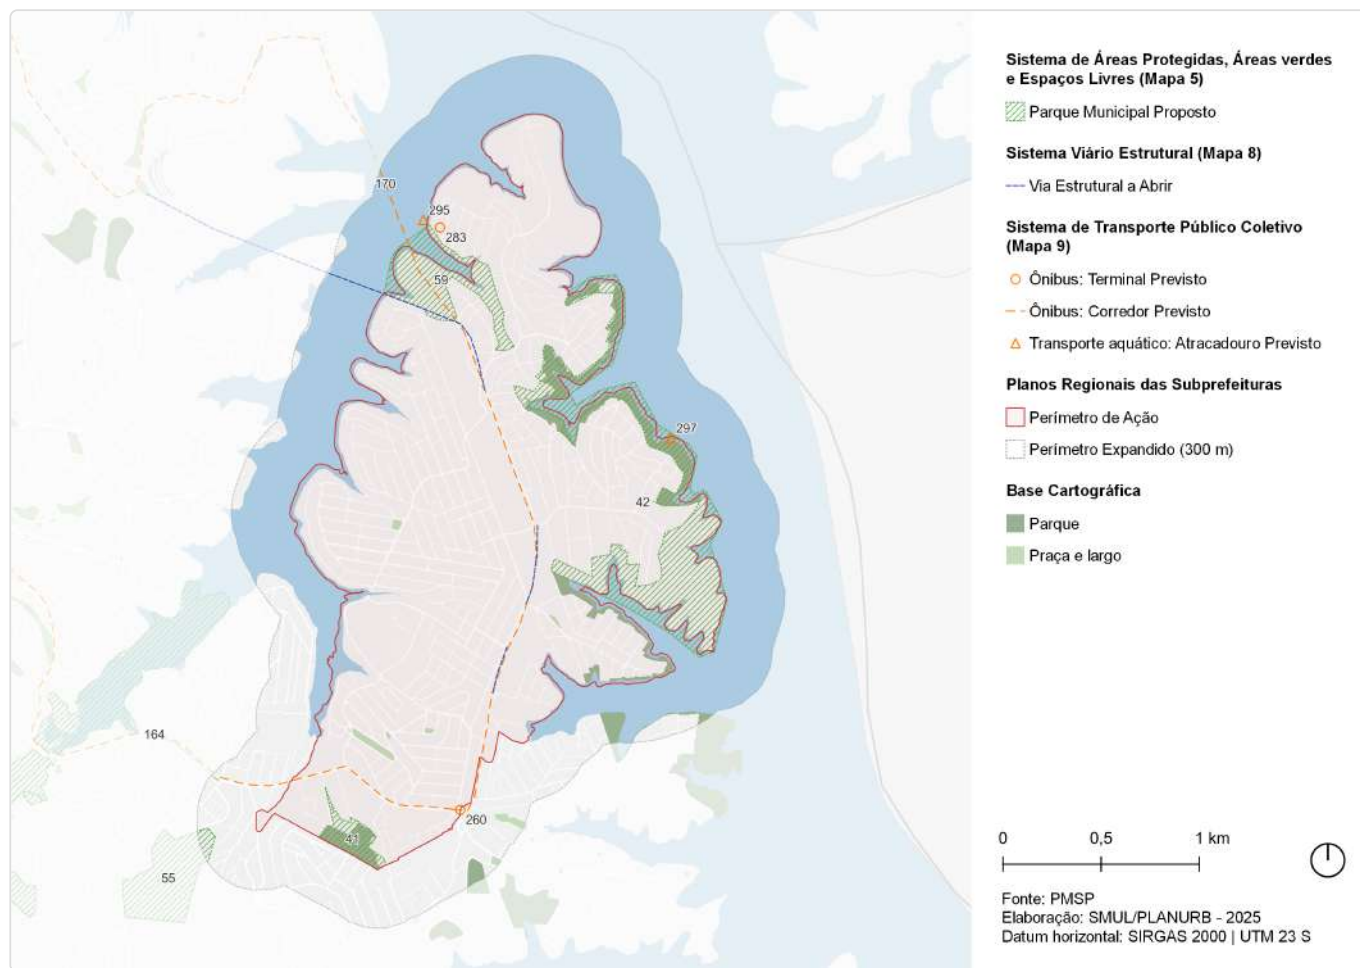 170
295
283
59
297
42
164
260
41
55
Sistema de Áreas Protegidas, Áreas verdes
e Espaços Livres (Mapa 5)
Parque Municipal Proposto
Sistema Viário Estrutural (Mapa 8)
Via Estrutural a Abrir
Sistema de Transporte Público Coletivo
(Mapa 9)
Ônibus: Terminal Previsto
Ônibus: Corredor Previsto
Transporte aquático: Atracadouro Previsto
Planos Regionais das Subprefeituras
Perímetro de Ação
Perímetro Expandido (300 m)
Base Cartográfica
Parque
Praça e largo
0 0,5 1 km
Fonte: PMSP
Elaboração: SMUL/PLANURB - 2025
Datum horizontal: SIRGAS 2000 | UTM 23 S